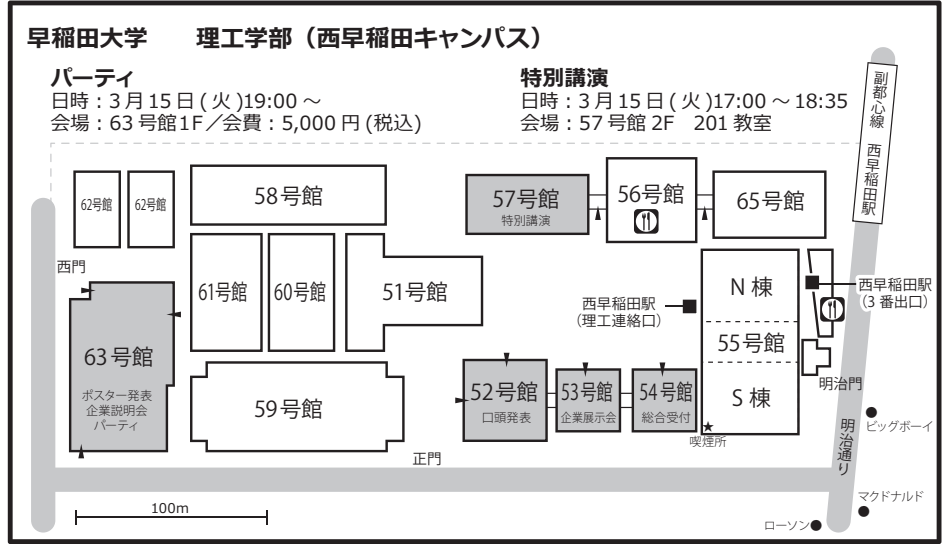 早稲田大学　理工学部（西早稲田キャンパス）
パーティ
日時：3月15日(火)19:00～
会場：63号館1F／会費：5,000円(税込)
特別講演
日時：3月15日(火)17:00～18:35
会場：57号館2F　201教室
副都心線　西早稲田駅
62号館
62号館
58号館
57号館
特別講演
56号館
65号館
西門
61号館
60号館
51号館
西早稲田駅
（理工連絡口）
N棟
55号館
S棟
西早稲田駅
（3番出口）
63号館
ポスター発表
企業説明会
パーティ
59号館
52号館
口頭発表
53号館
企業展示会
54号館
総合受付
★
喫煙所
明治門
ビッグボーイ
明治通り
正門
100m
マクドナルド
ローソン